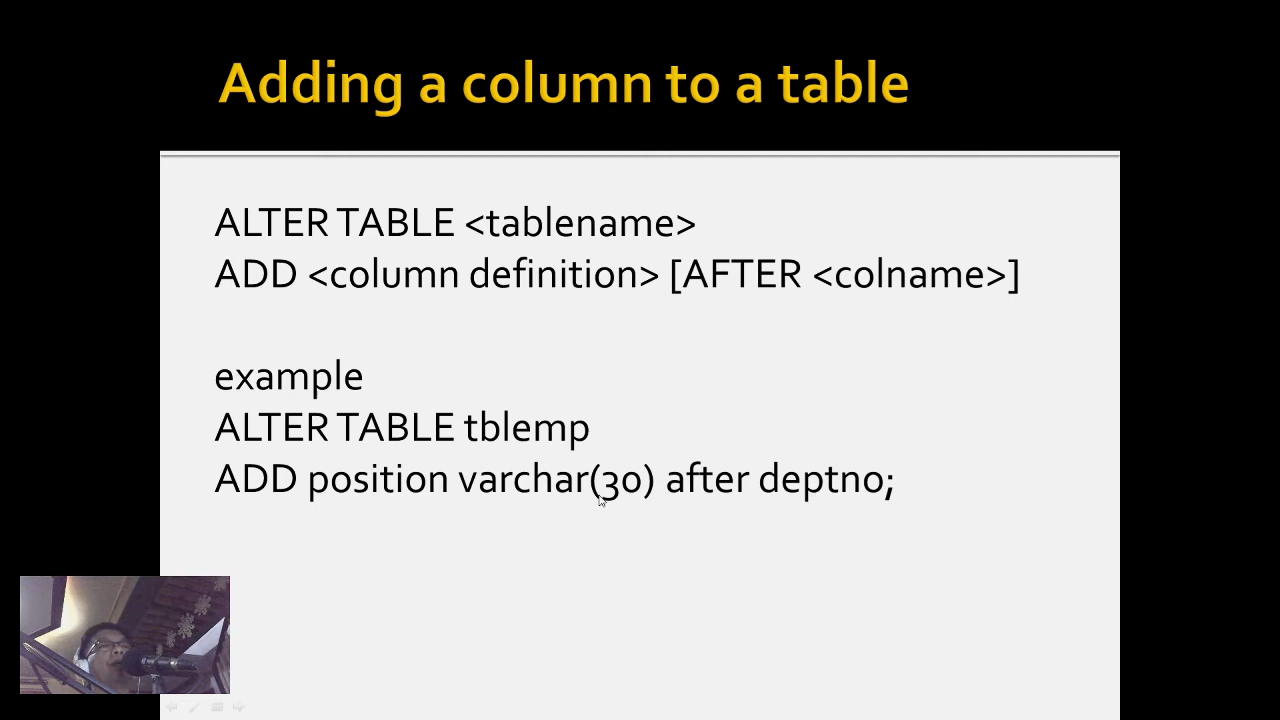 Adding a column to a table
ALTER TABLE <tablename>
ADD <column definition> [AFTER <colname>]
example
ALTER TABLE tblemp
ADD position varchar(30) after deptno;